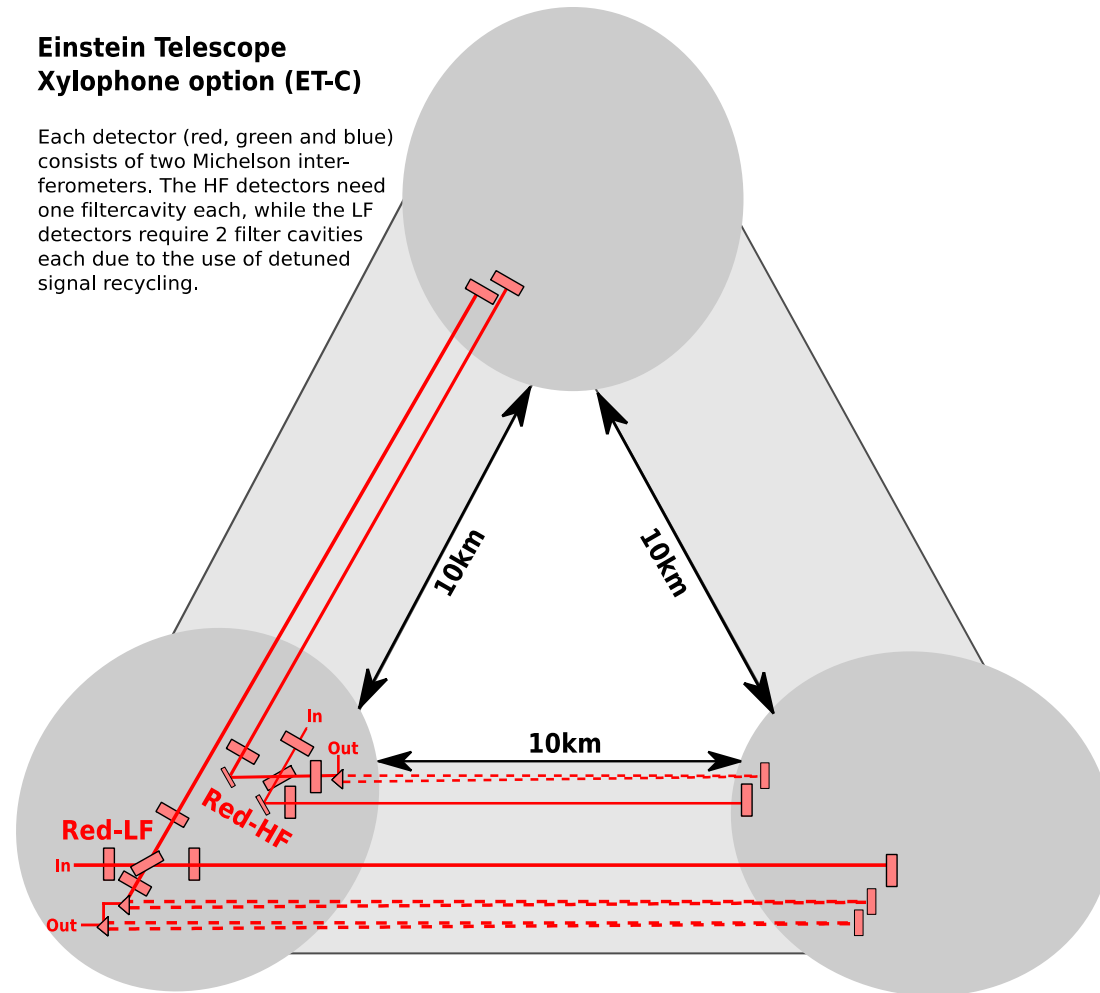 Einstein Telescope
Xylophone option (ET-C)
Each detector (red, green and blue)
consists of two Michelson inter-
ferometers. The HF detectors need
one filtercavity each, while the LF
detectors require 2 filter cavities
each due to the use of detuned
signal recycling.
10km
10km
In
Out
10km
Red-HF
Red-LF
In
Out